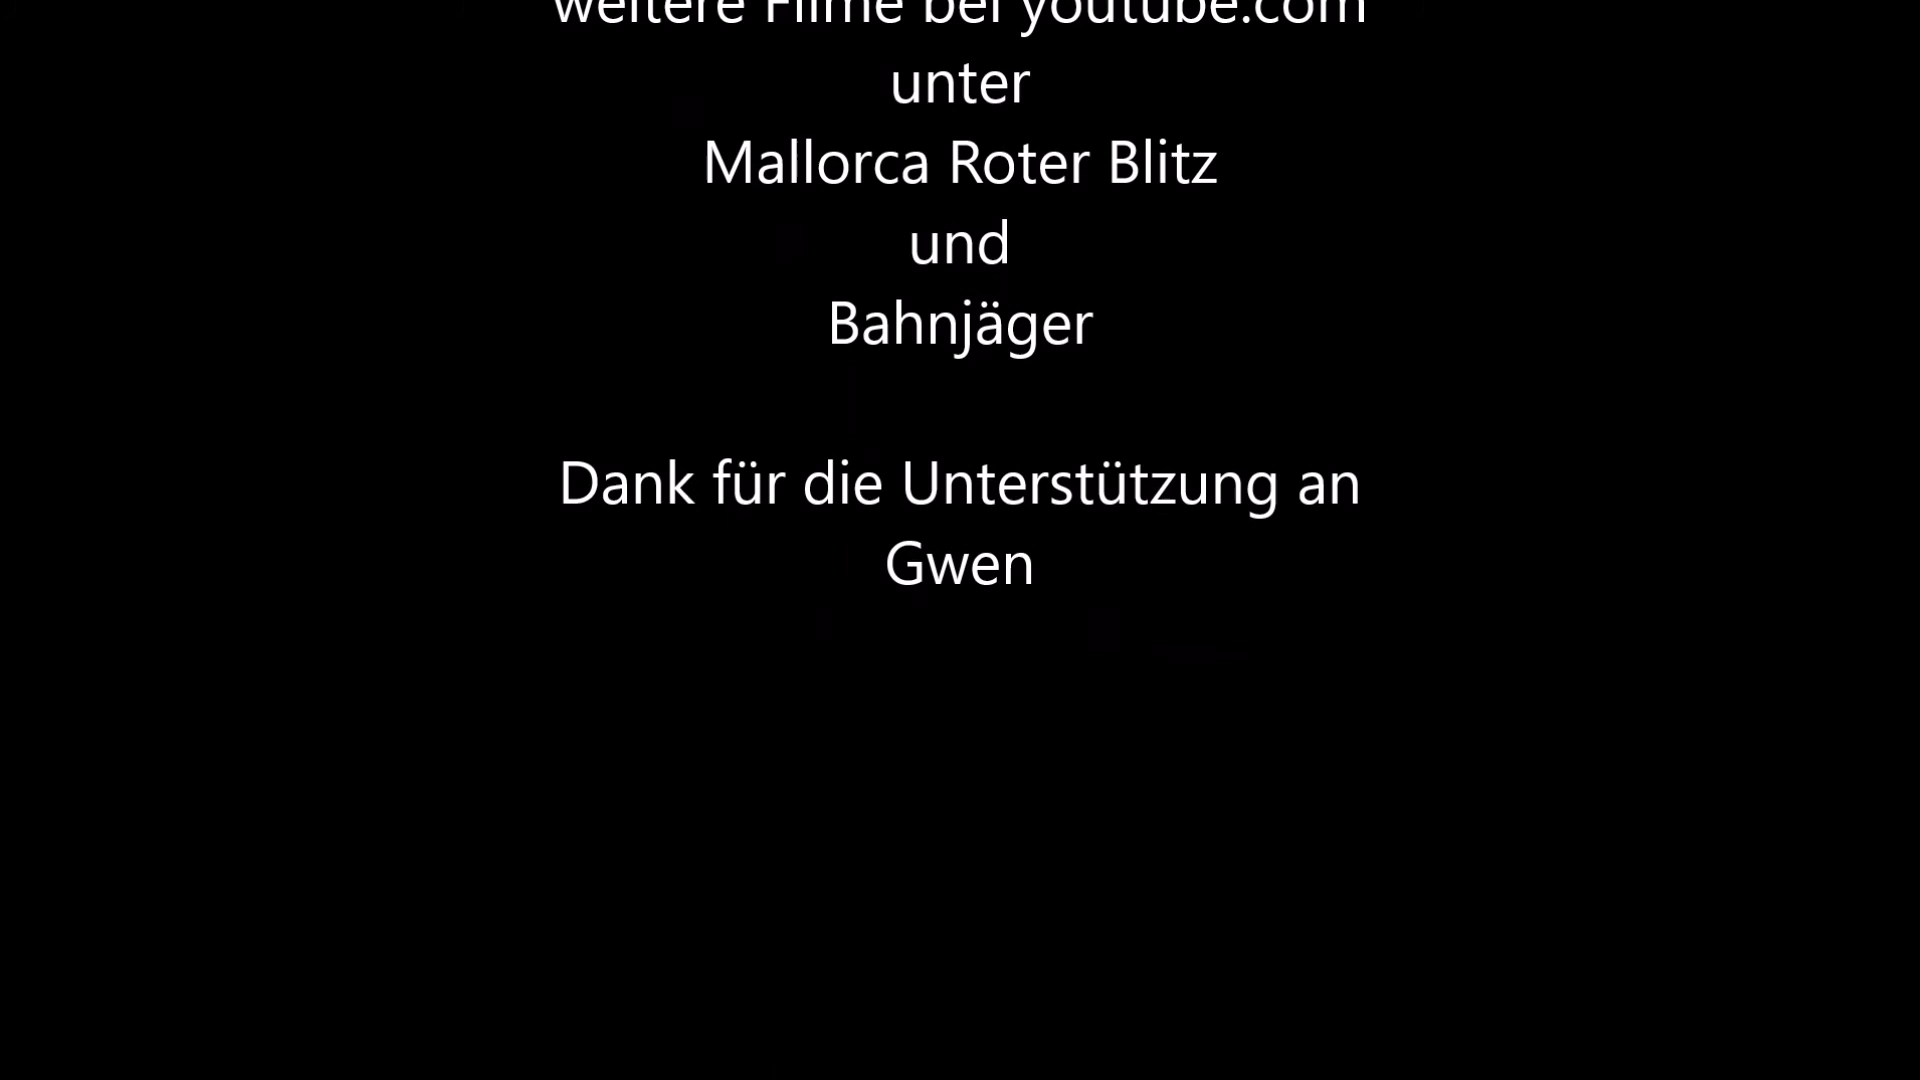 weitere Filme bei youtube.com
unter
Mallorca Roter Blitz
und
Bahnjäger
Dank für die Unterstützung an
Gwen